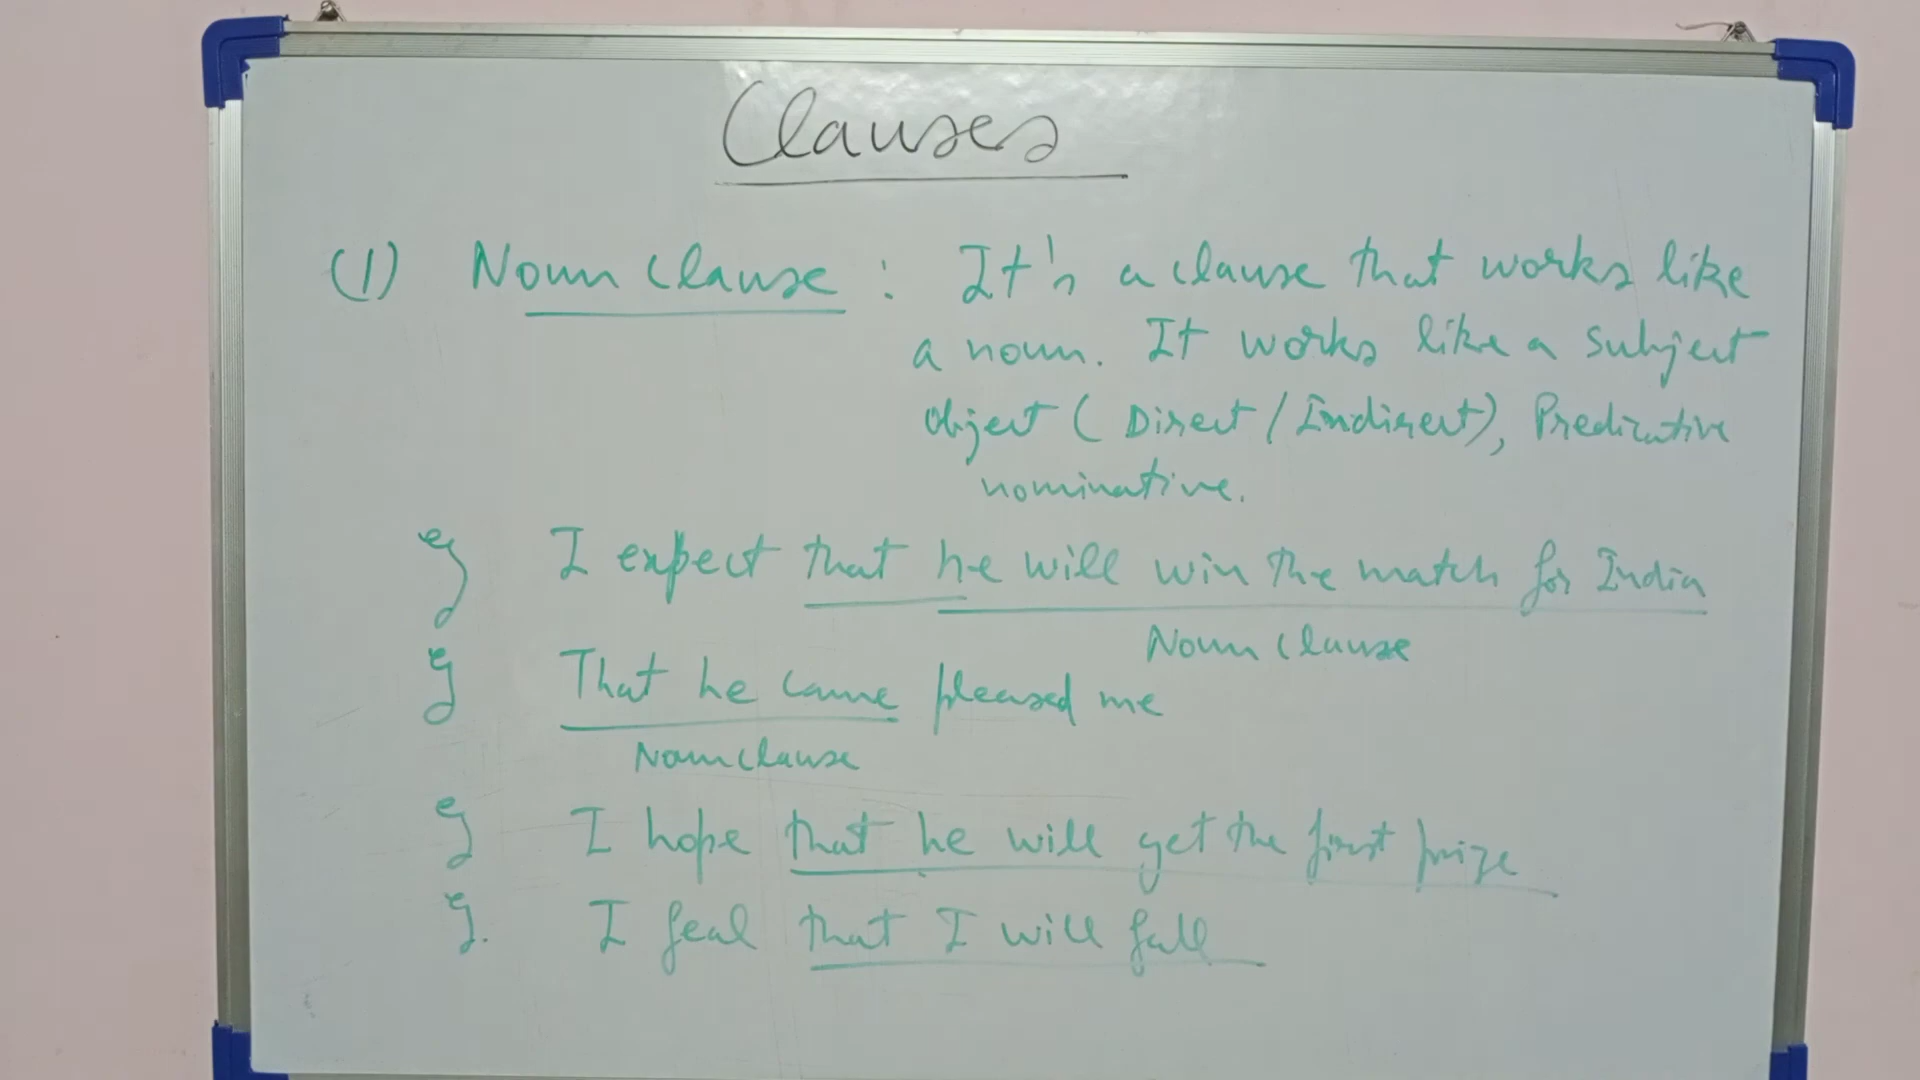 Clauses
(1) Noun Clause : It's a clause that works like
a noun. It works like a subject
object (Direct / Indirect), Predicative
nominative.
eg I expect that he will win the match for India
Noun Clause
eg That he came pleased me
Noun clause
eg I hope that he will get the first prize
eg. I feal that I will fall